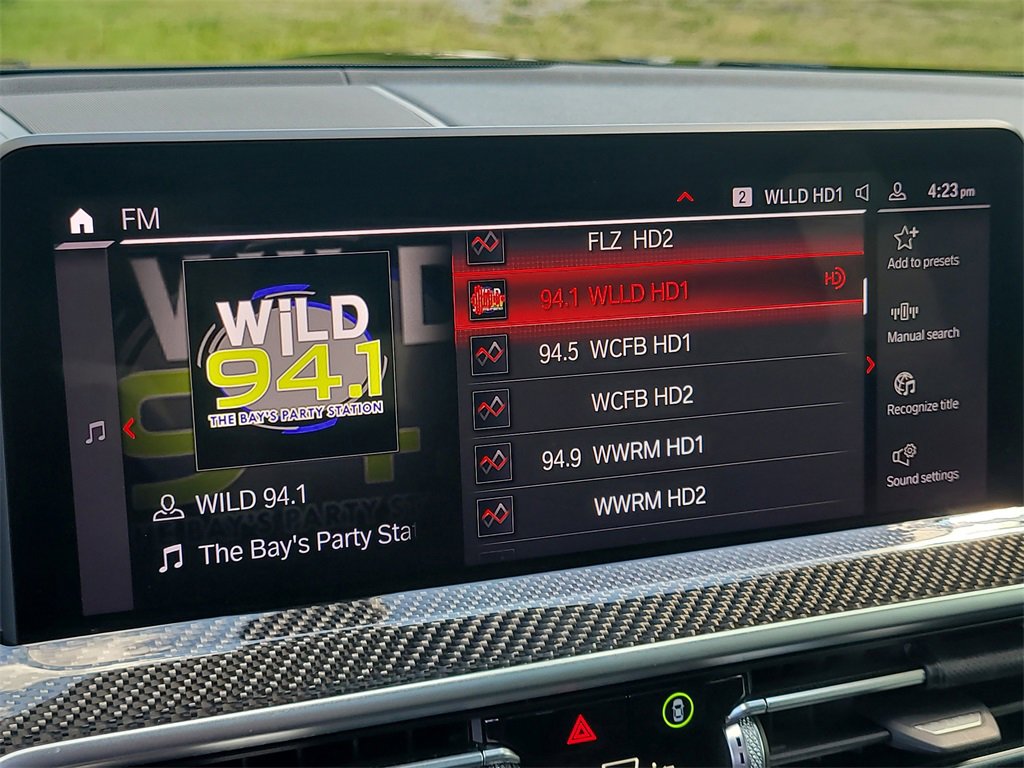 FM
2 WLLD HD1 4:23 pm
WiLD
94.1
THE BAY'S PARTY STATION
WILD 94.1
The Bay's Party Sta
FLZ HD2
94.1 WLLD HD1 HD
94.5 WCFB HD1
WCFB HD2
94.9 WWRM HD1
WWRM HD2
Add to presets
Manual search
Recognize title
Sound settings